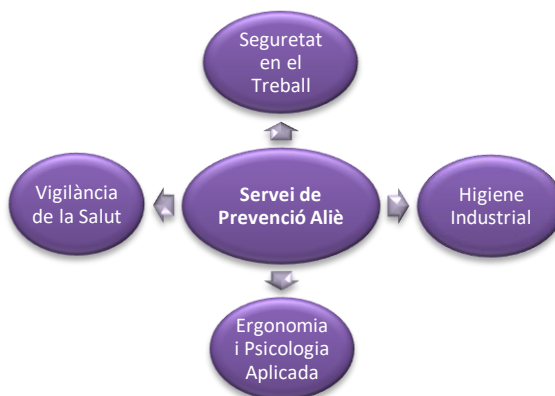 Seguretat
en el
Treball
Vigilància
de la Salut
Servei de
Prevenció Aliè
Higiene
Industrial
Ergonomia
i Psicologia
Aplicada